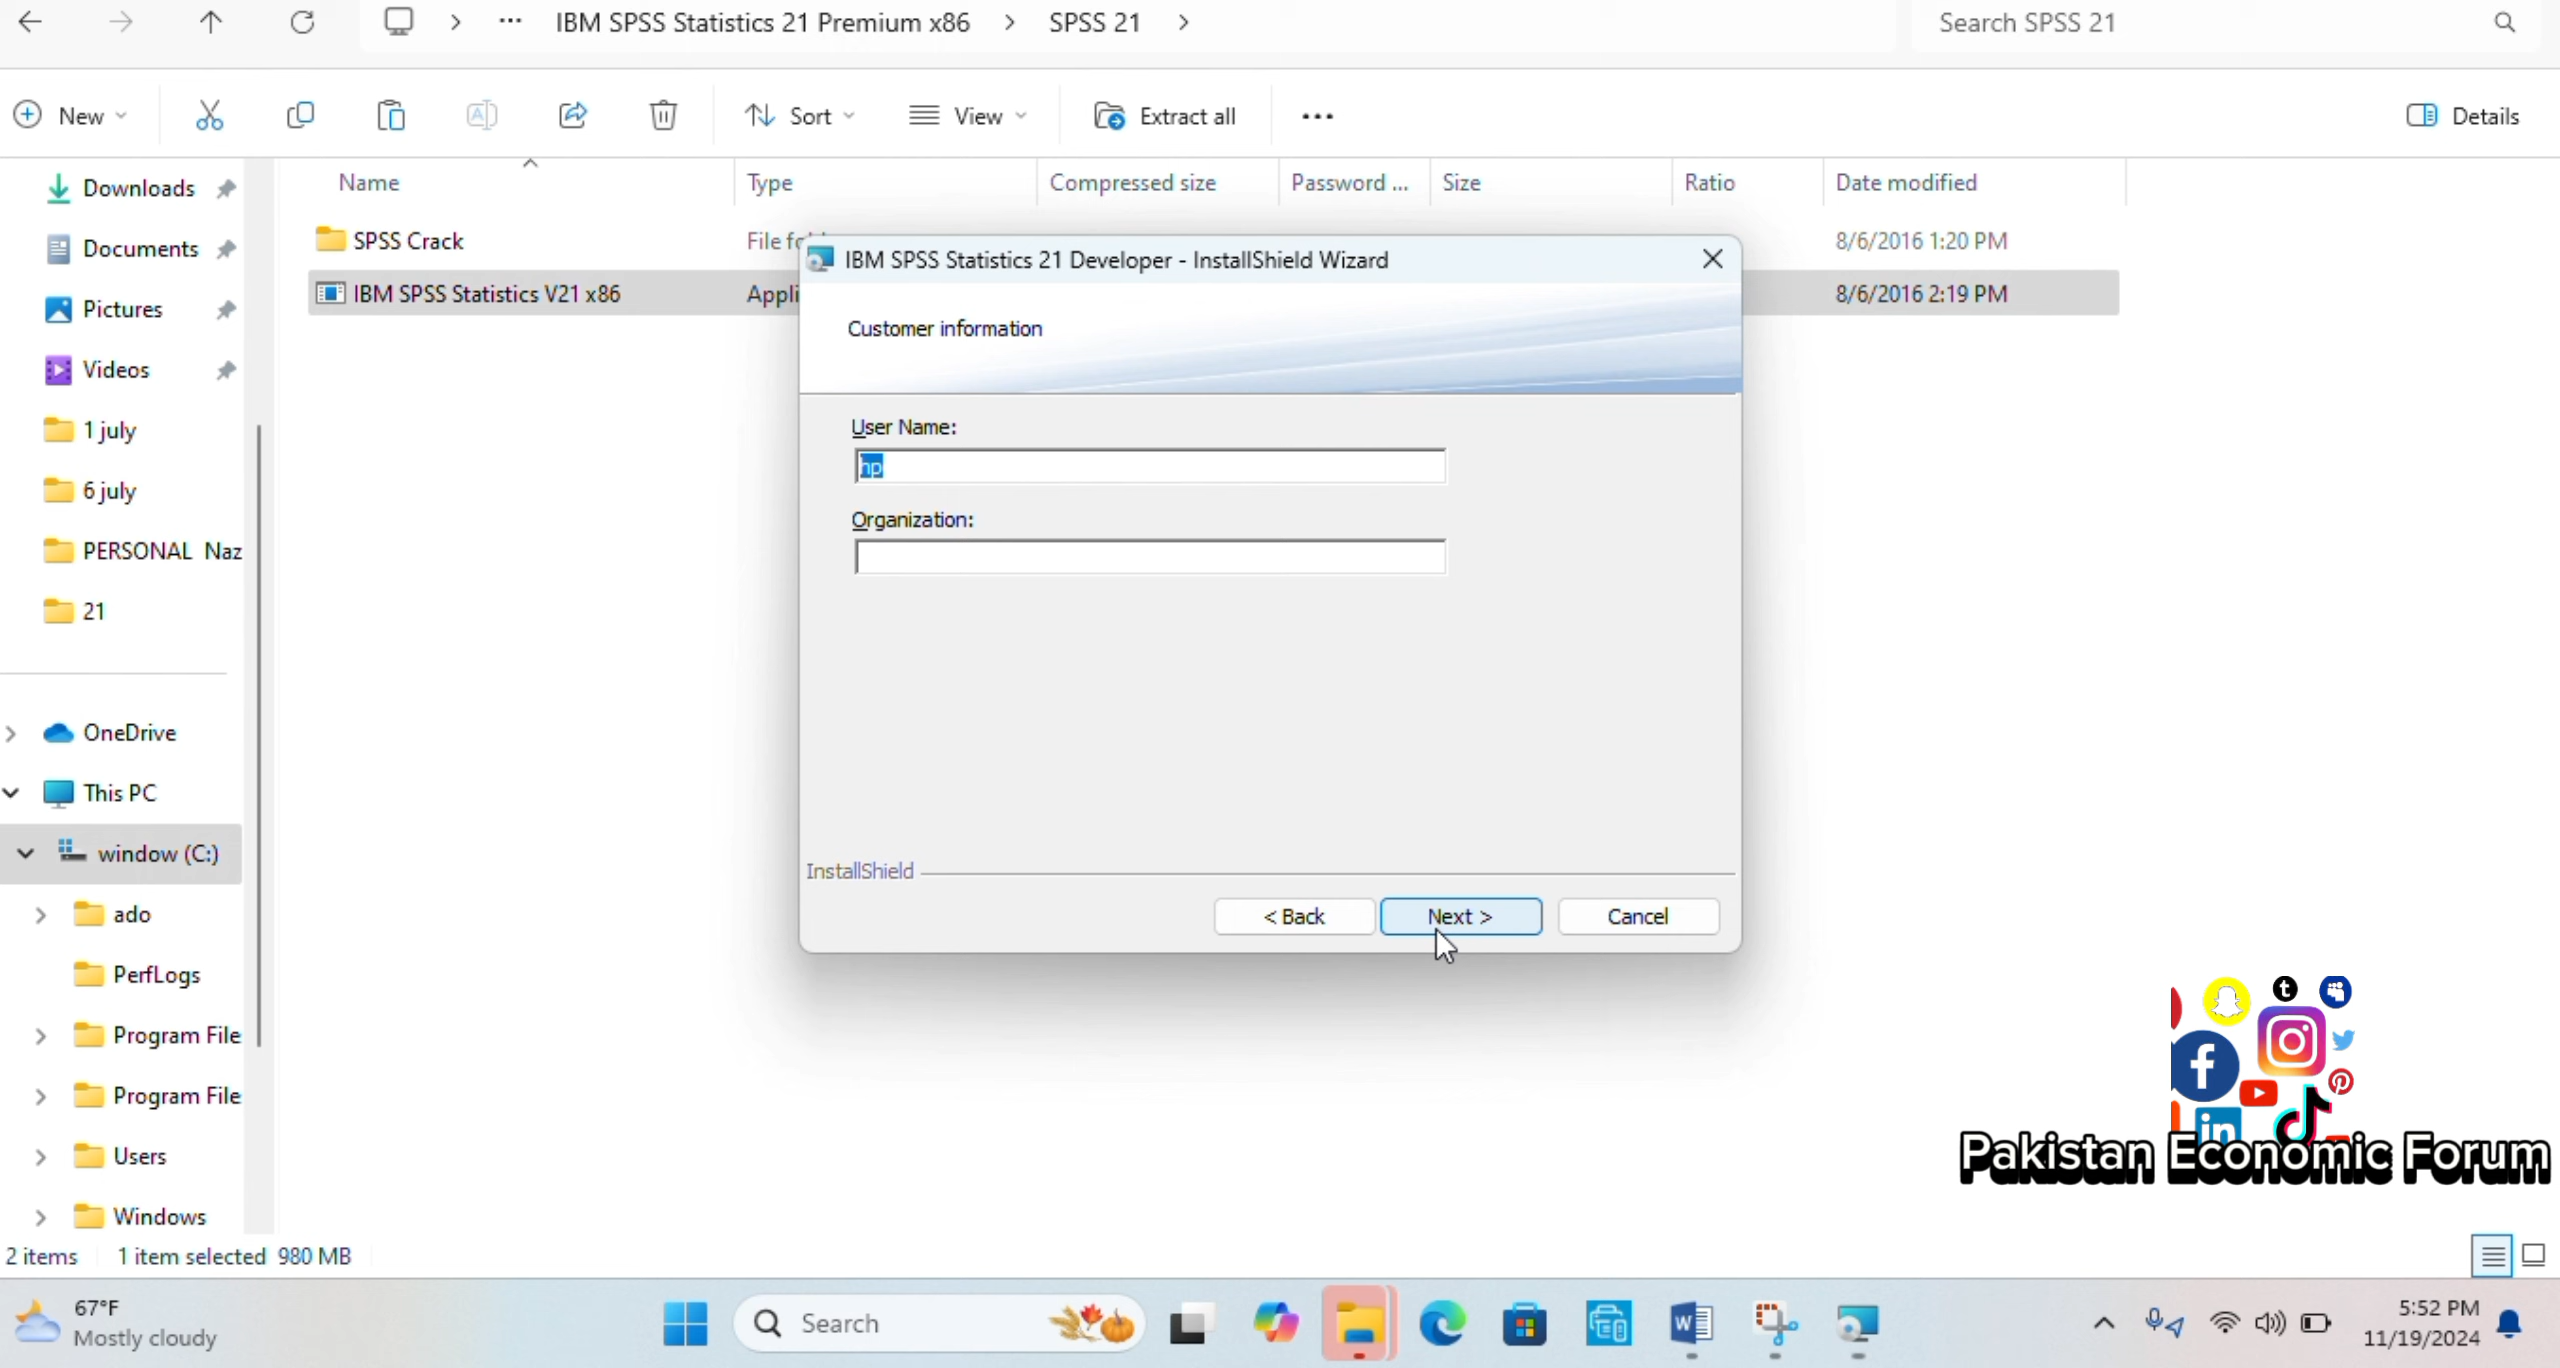 IBM SPSS Statistics 21 Premium x86
SPSS 21
Search SPSS 21
New
Sort
View
Extract all
Details
Name
Type
Compressed size
Password ...
Size
Ratio
Date modified
SPSS Crack
File fo
8/6/2016 1:20 PM
IBM SPSS Statistics V21 x86
Appli
8/6/2016 2:19 PM
Downloads
Documents
Pictures
Videos
1 july
6 july
PERSONAL Naz
21
OneDrive
This PC
window (C:)
ado
PerfLogs
Program File
Program File
Users
Windows
IBM SPSS Statistics 21 Developer - InstallShield Wizard
Customer information
User Name:
hp
Organization:
InstallShield
< Back
Next >
Cancel
Pakistan Economic Forum
2 items
1 item selected 980 MB
67°F
Mostly cloudy
Search
5:52 PM
11/19/2024